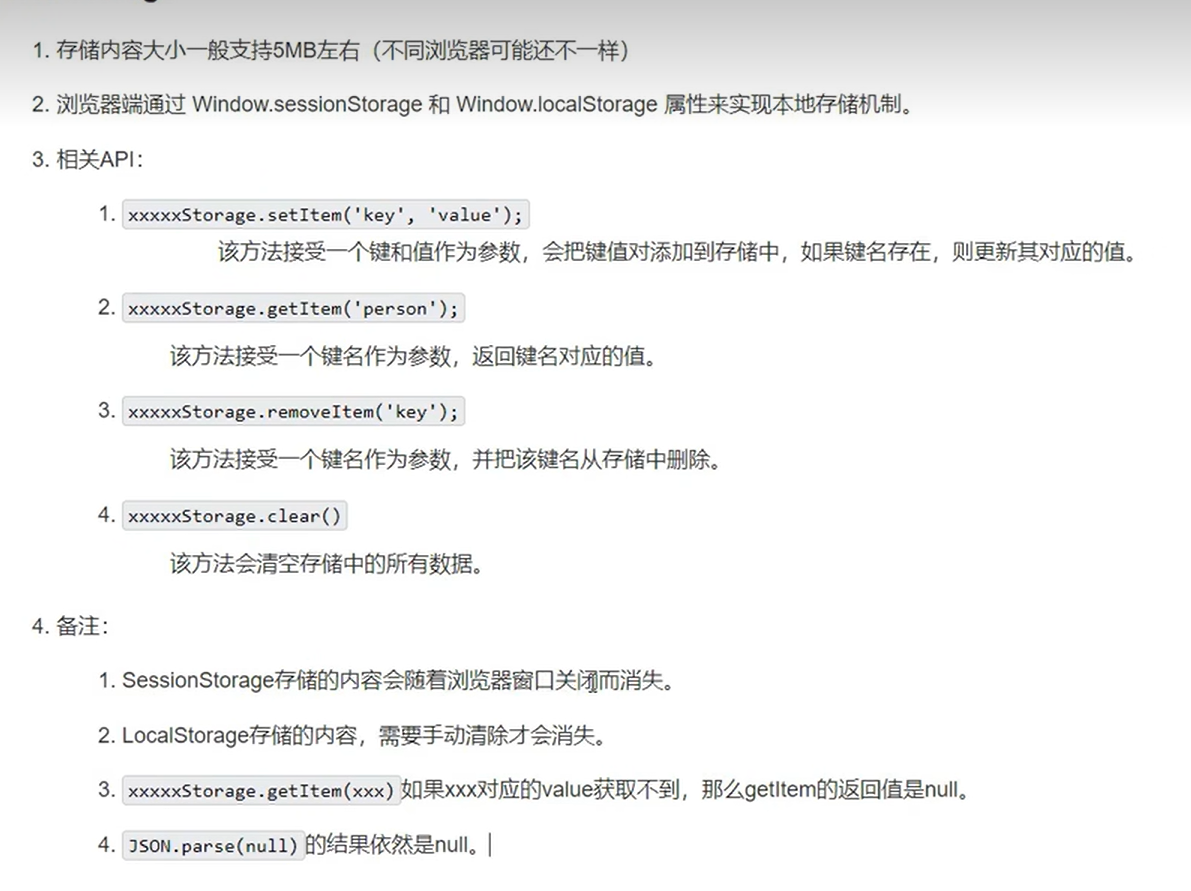 1. 存储内容大小一般支持5MB左右（不同浏览器可能还不一样）
2. 浏览器端通过 Window.sessionStorage 和 Window.localStorage 属性来实现本地存储机制。
3. 相关API：
1. xxxxxStorage.setItem('key', 'value');
该方法接受一个键和值作为参数，会把键值对添加到存储中，如果键名存在，则更新其对应的值。
2. xxxxxStorage.getItem('person');
该方法接受一个键名作为参数，返回键名对应的值。
3. xxxxxStorage.removeItem('key');
该方法接受一个键名作为参数，并把该键名从存储中删除。
4. xxxxxStorage.clear()
该方法会清空存储中的所有数据。
4. 备注：
1. SessionStorage存储的内容会随着浏览器窗口关闭而消失。
2. LocalStorage存储的内容，需要手动清除才会消失。
3. xxxxxStorage.getItem(xxx)如果xxx对应的value获取不到，那么getItem的返回值是null。
4. JSON.parse(null)的结果依然是null。